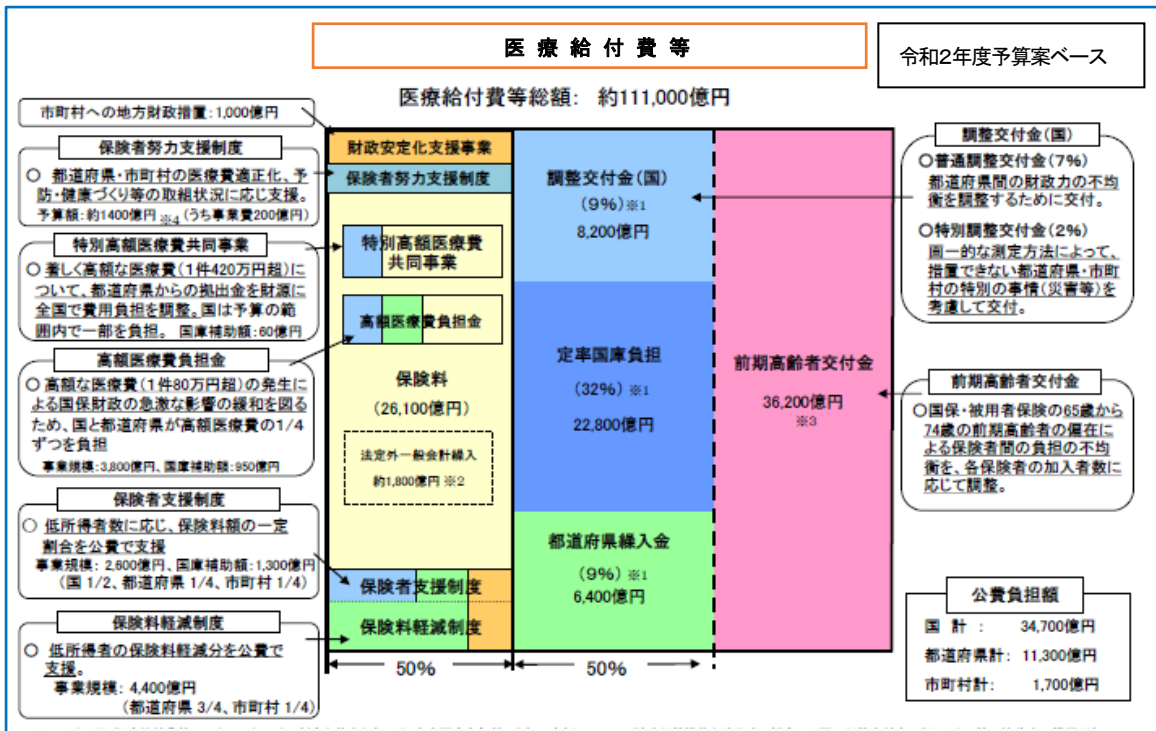 医療給付費等
令和2年度予算案ベース
医療給付費等総額： 約111,000億円
市町村への地方財政措置：1,000億円
保険者努力支援制度
○ 都道府県・市町村の医療費適正化、予
防・健康づくり等の取組状況に応じ支援。
予算額：約1400億円 ※4 (うち事業費200億円)
特別高額医療費共同事業
○ 著しく高額な医療費(1件420万円超)に
ついて、都道府県からの拠出金を財源に
全国で費用負担を調整。国は予算の範
囲内で一部を負担。 国庫補助額：60億円
高額医療費負担金
○ 高額な医療費(1件80万円超)の発生に
よる国保財政の急激な影響の緩和を図る
ため、国と都道府県が高額医療費の1/4
ずつを負担
事業規模：3,800億円、国庫補助額：950億円
保険者支援制度
○ 低所得者数に応じ、保険料額の一定
割合を公費で支援
事業規模： 2,600億円、国庫補助額：1,300億円
(国 1/2、都道府県 1/4、市町村 1/4)
保険料軽減制度
○ 低所得者の保険料軽減分を公費で
支援。
事業規模： 4,400億円
(都道府県 3/4、市町村 1/4)
財政安定化支援事業
保険者努力支援制度
特別高額医療費
共同事業
高額医療費負担金
保険料
(26,100億円)
法定外一般会計繰入
約1,800億円 ※2
保険者支援制度
保険料軽減制度
50%
調整交付金(国)
(9%) ※1
8,200億円
定率国庫負担
(32%) ※1
22,800億円
都道府県繰入金
(9%) ※1
6,400億円
50%
前期高齢者交付金
36,200億円
※3
調整交付金(国)
○普通調整交付金(7%)
都道府県間の財政力の不均
衡を調整するために交付。
○特別調整交付金(2%)
画一的な測定方法によって、
措置できない都道府県・市町
村の特別の事情(災害等)を
考慮して交付。
前期高齢者交付金
○国保・被用者保険の65歳から
74歳の前期高齢者の偏在に
よる保険者間の負担の不均
衡を、各保険者の加入者数に
応じて調整。
公費負担額
国 計 ： 34,700億円
都道府県計： 11,300億円
市町村計： 1,700億円